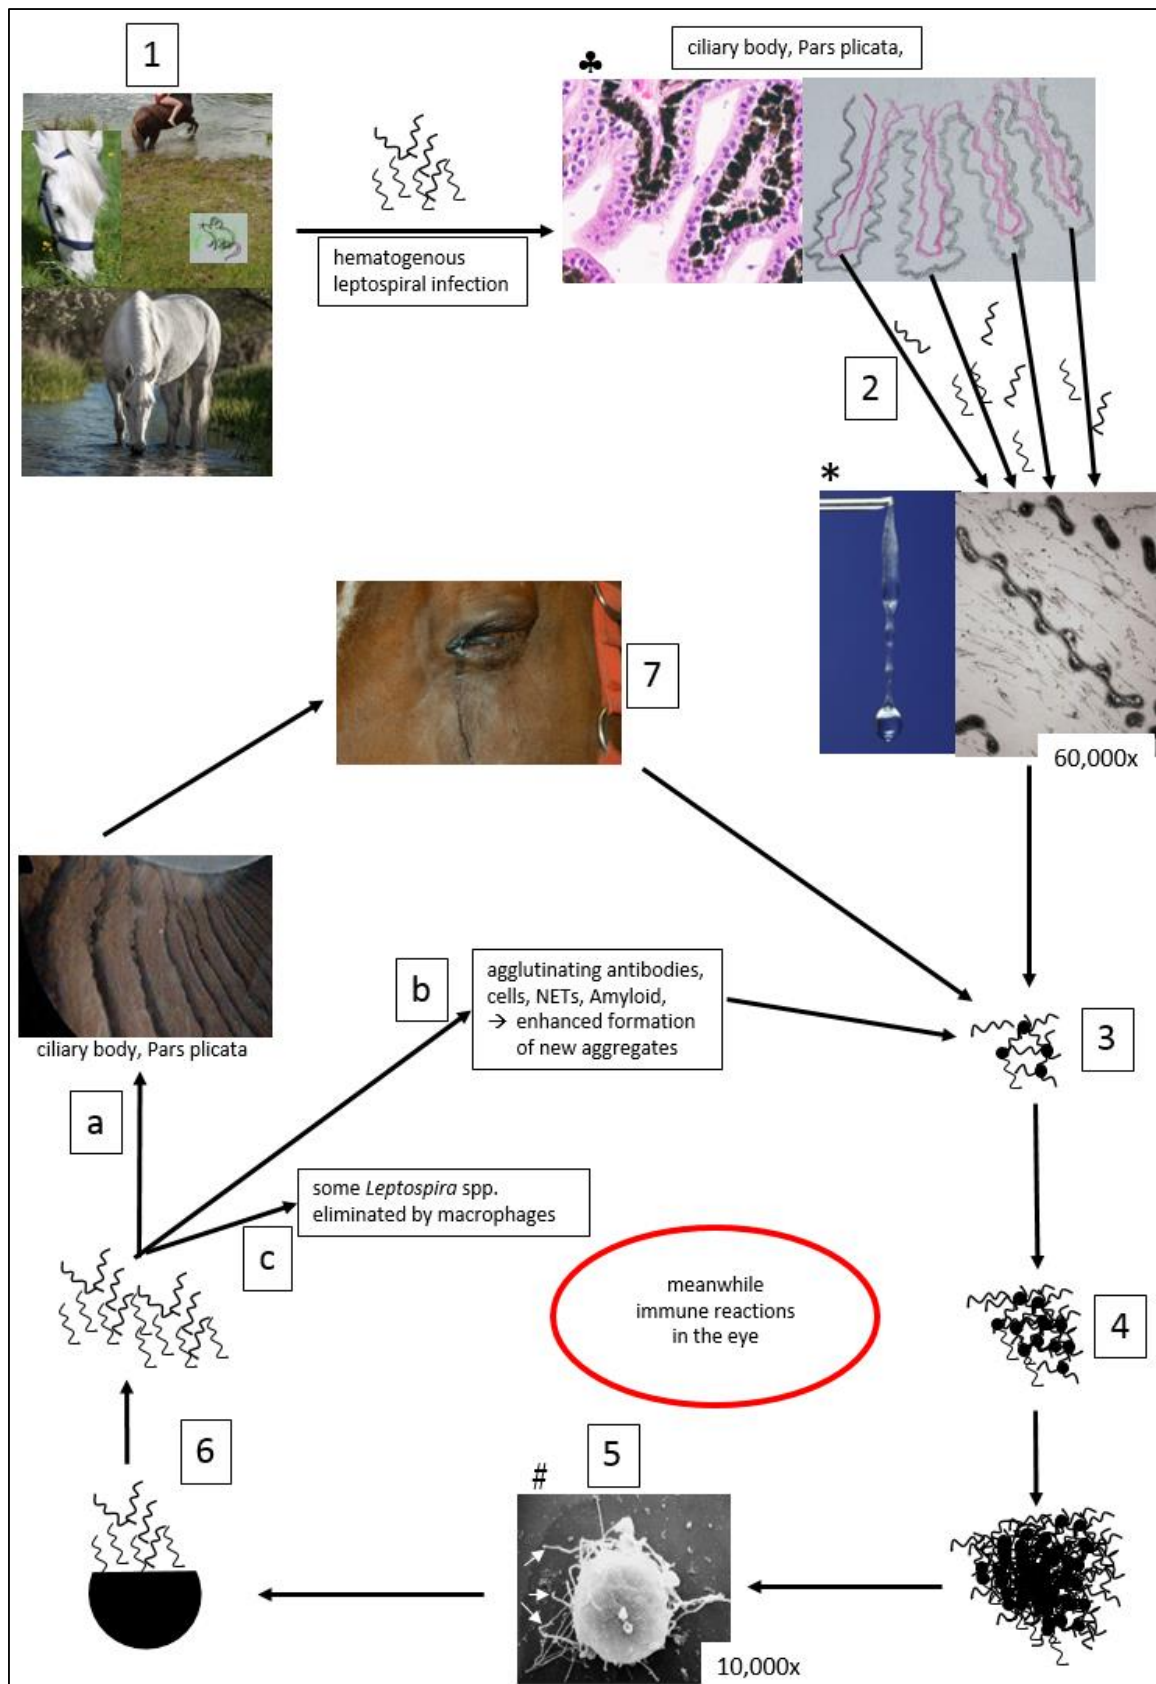 1
ciliary body, Pars plicata,
♣
hematogenous
leptospiral infection
2
*
60,000x
7
ciliary body, Pars plicata
b
agglutinating antibodies,
cells, NETs, Amyloid,
→ enhanced formation
of new aggregates
3
a
some Leptospira spp.
eliminated by macrophages
c
meanwhile
immune reactions
in the eye
4
6
5
#
10,000x